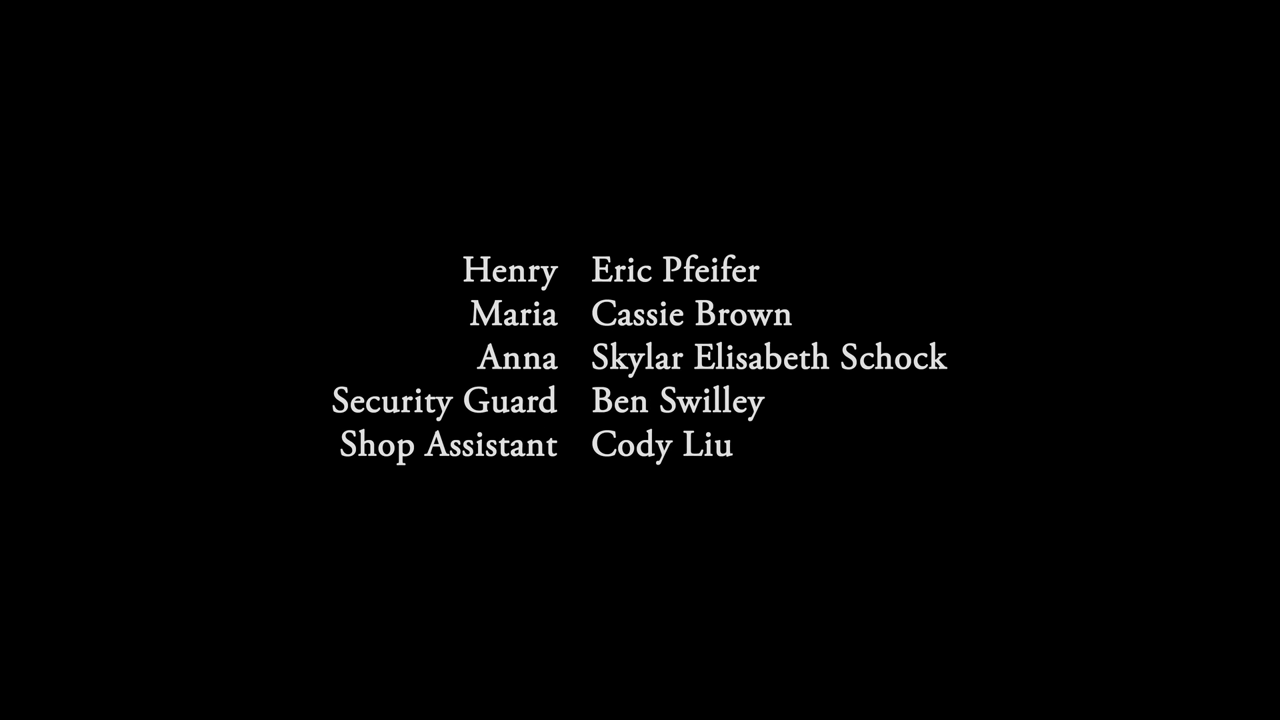 Henry Eric Pfeifer
Maria Cassie Brown
Anna Skylar Elisabeth Schock
Security Guard Ben Swilley
Shop Assistant Cody Liu